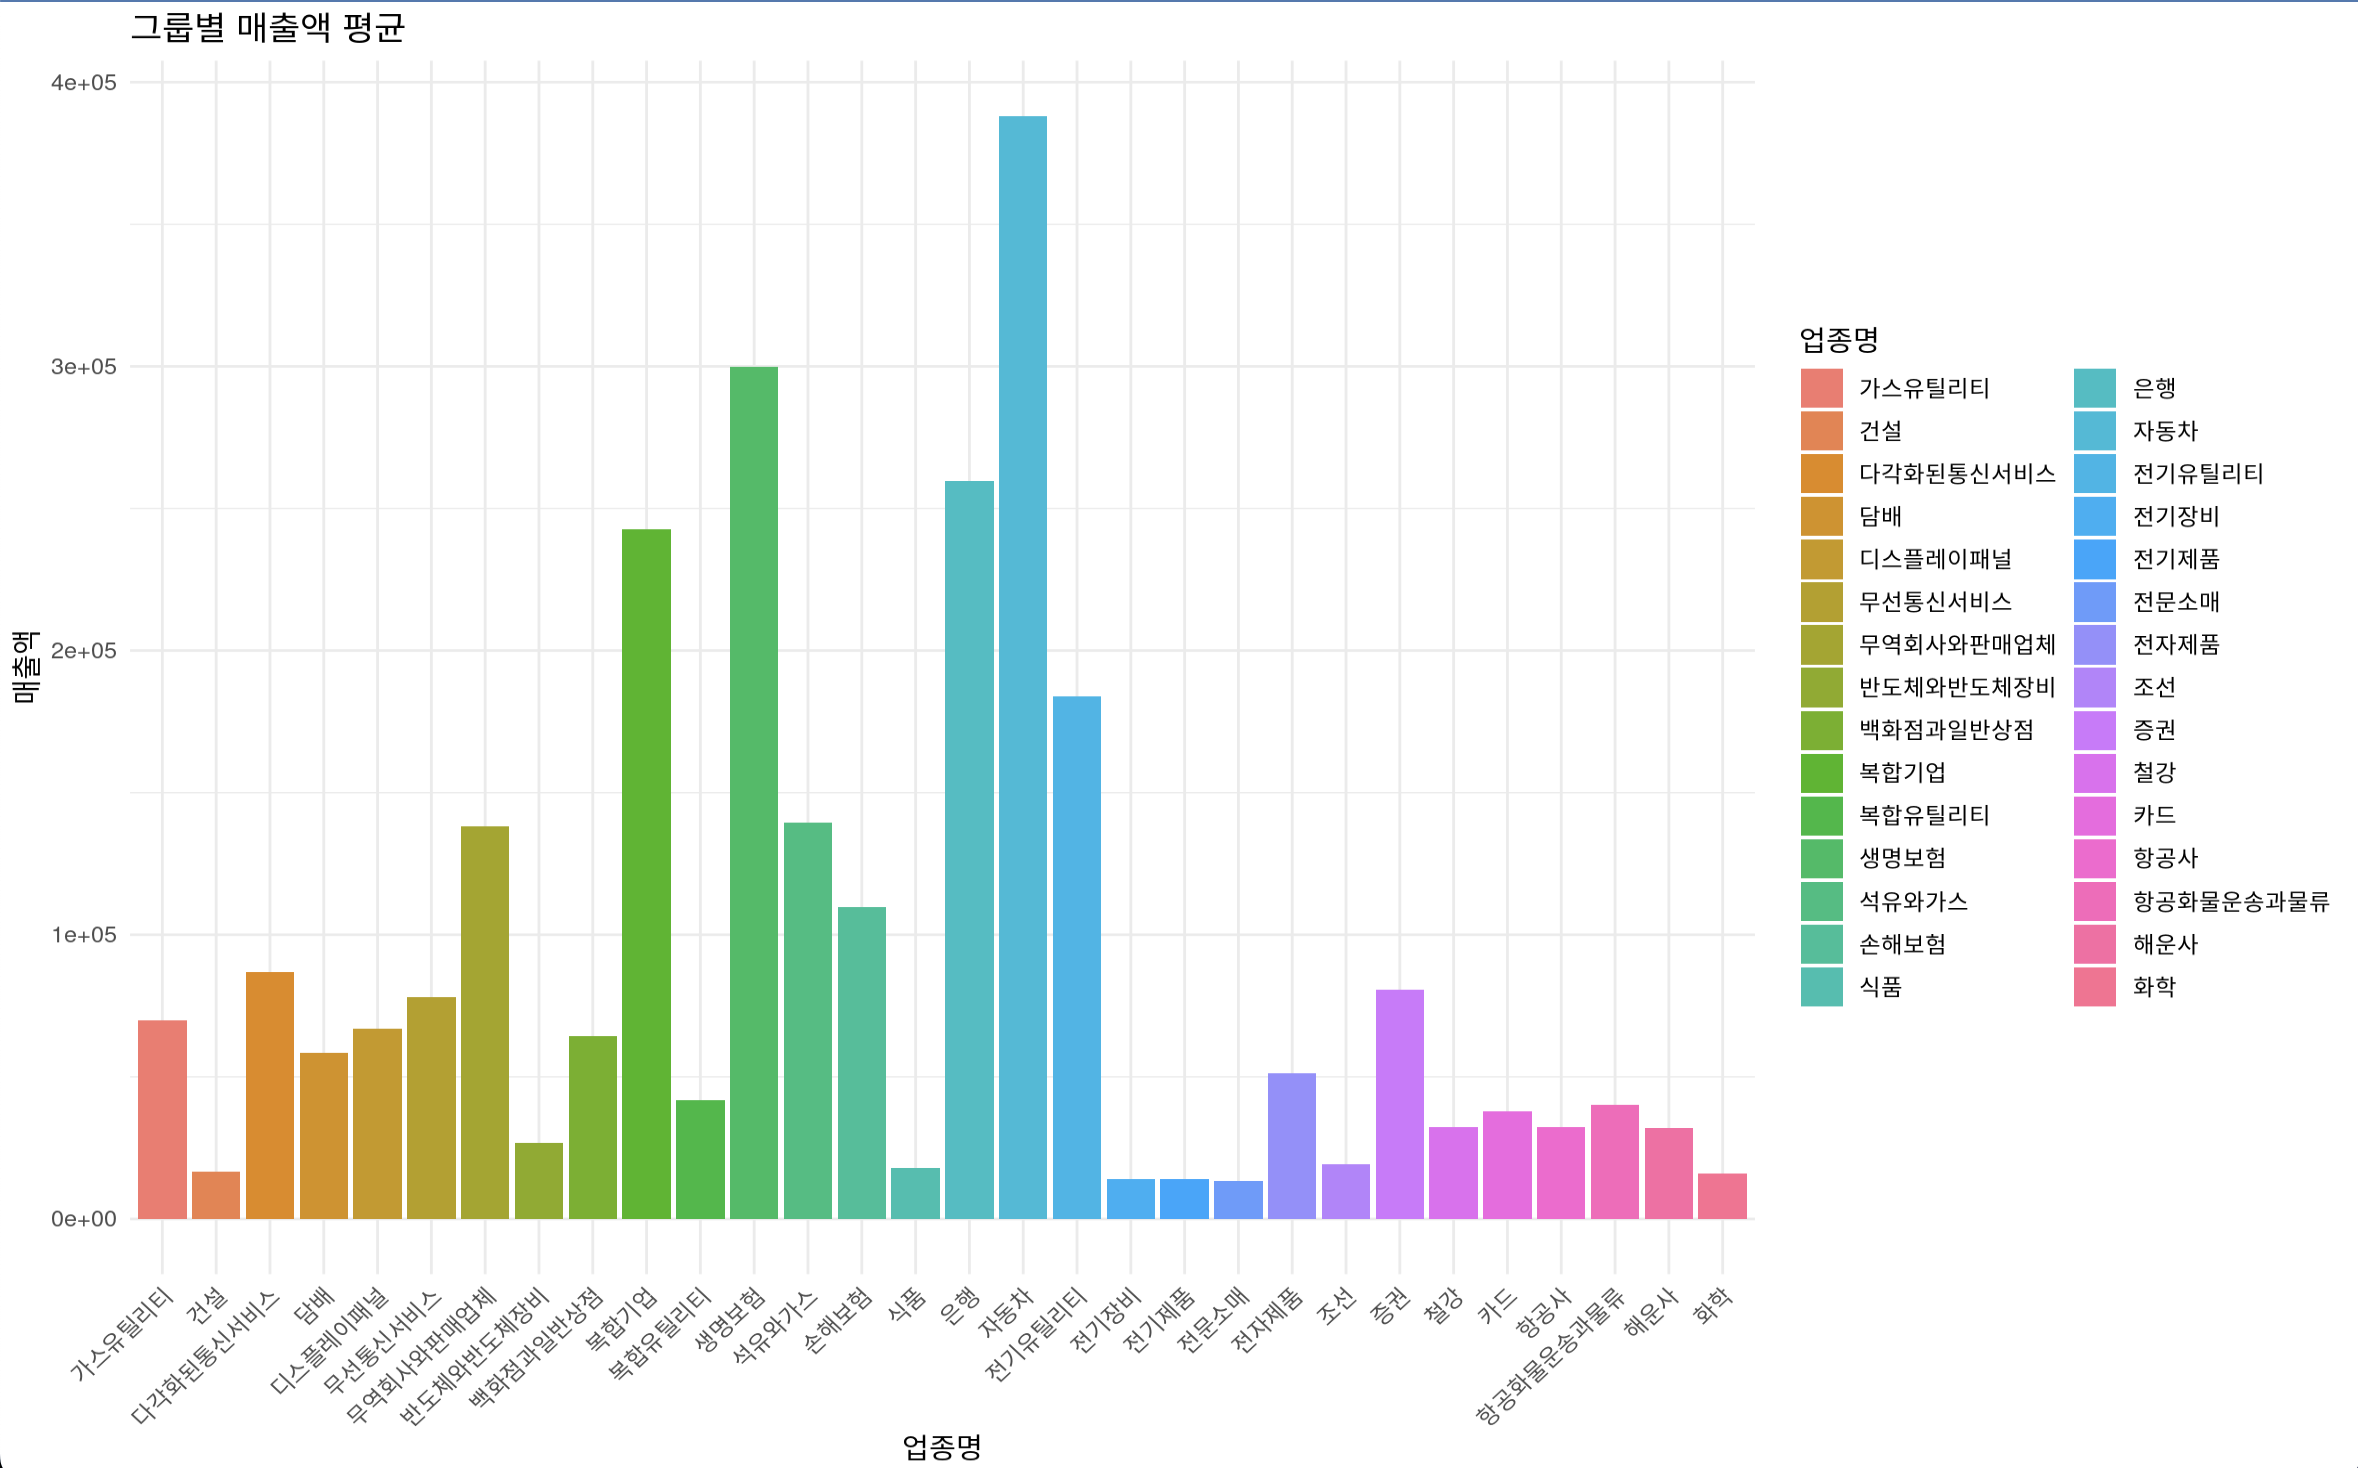 그룹별 매출액 평균
4e+05
3e+05
2e+05
1e+05
0e+00
매출액
가스유틸리티
건설
다각화된통신서비스
담배
디스플레이패널
무선통신서비스
무역회사와판매업체
반도체와반도체장비
백화점과일반상점
복합기업
복합유틸리티
생명보험
석유와가스
손해보험
식품
은행
자동차
전기유틸리티
전기장비
전기제품
전문소매
전자제품
조선
증권
철강
카드
항공사
항공화물운송과물류
해운사
화학
업종명
업종명
가스유틸리티
건설
다각화된통신서비스
담배
디스플레이패널
무선통신서비스
무역회사와판매업체
반도체와반도체장비
백화점과일반상점
복합기업
복합유틸리티
생명보험
석유와가스
손해보험
식품
은행
자동차
전기유틸리티
전기장비
전기제품
전문소매
전자제품
조선
증권
철강
카드
항공사
항공화물운송과물류
해운사
화학